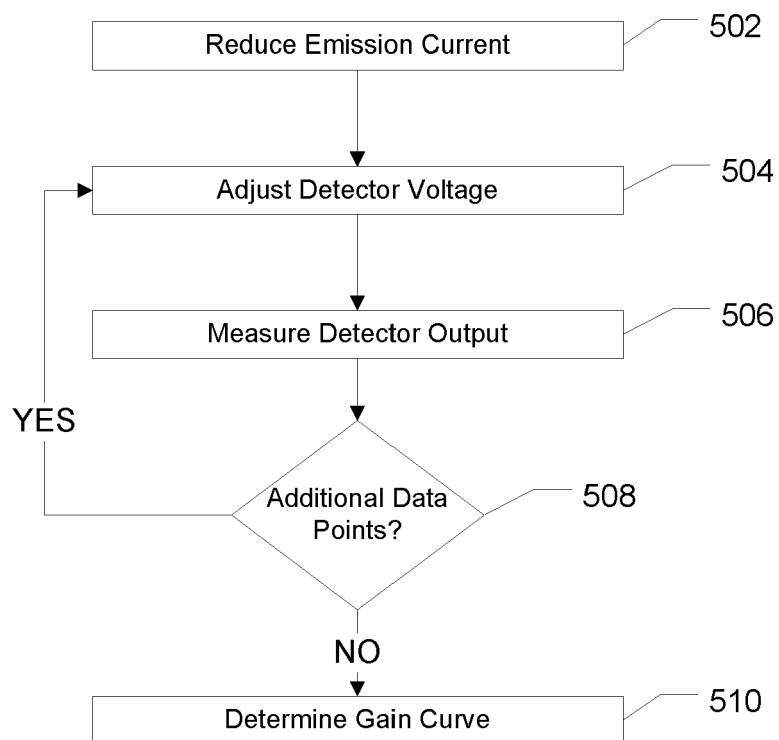 Reduce Emission Current
502
Adjust Detector Voltage
504
Measure Detector Output
506
YES
Additional Data
Points?
508
NO
Determine Gain Curve
510